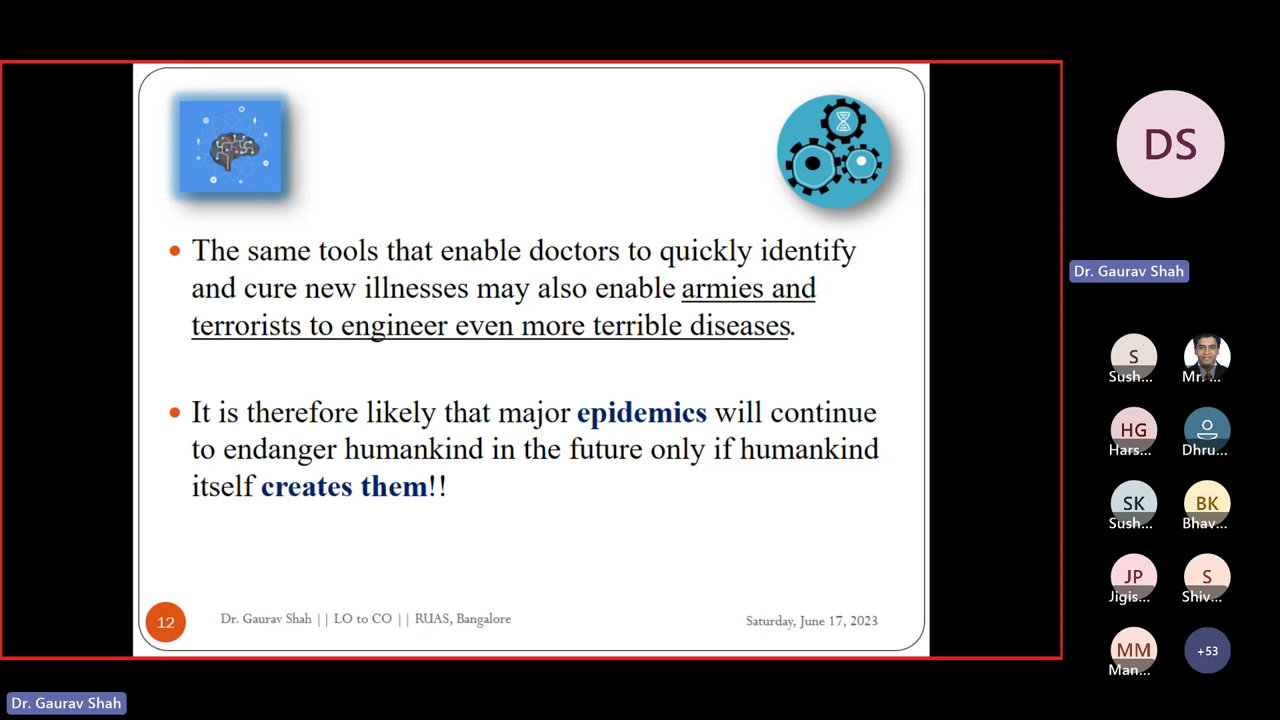 The same tools that enable doctors to quickly identify
and cure new illnesses may also enable armies and
terrorists to engineer even more terrible diseases.
It is therefore likely that major epidemics will continue
to endanger humankind in the future only if humankind
itself creates them!!
12
Dr. Gaurav Shah || LO to CO || RUAS, Bangalore
Saturday, June 17, 2023
DS
Dr. Gaurav Shah
S
Sush...
Mr. ...
HG
Hars...
Dhru...
SK
Sush...
BK
Bhav...
JP
Jigis...
S
Shiv...
MM
Man...
+53
Dr. Gaurav Shah